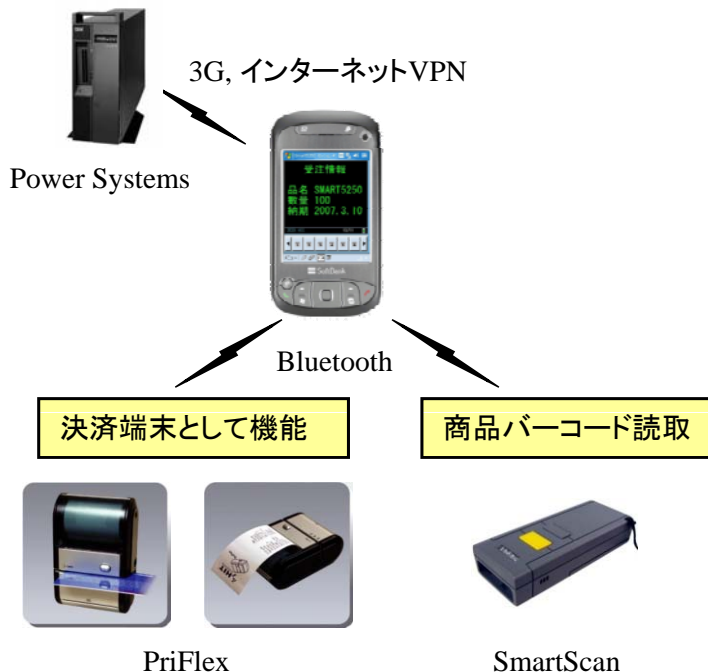 3G, インターネットVPN
Power Systems
受注情報
品名 SMART5250
数量 100
納期 2007.3.10
SoftBank
Bluetooth
決済端末として機能
商品バーコード読取
PriFlex
SmartScan